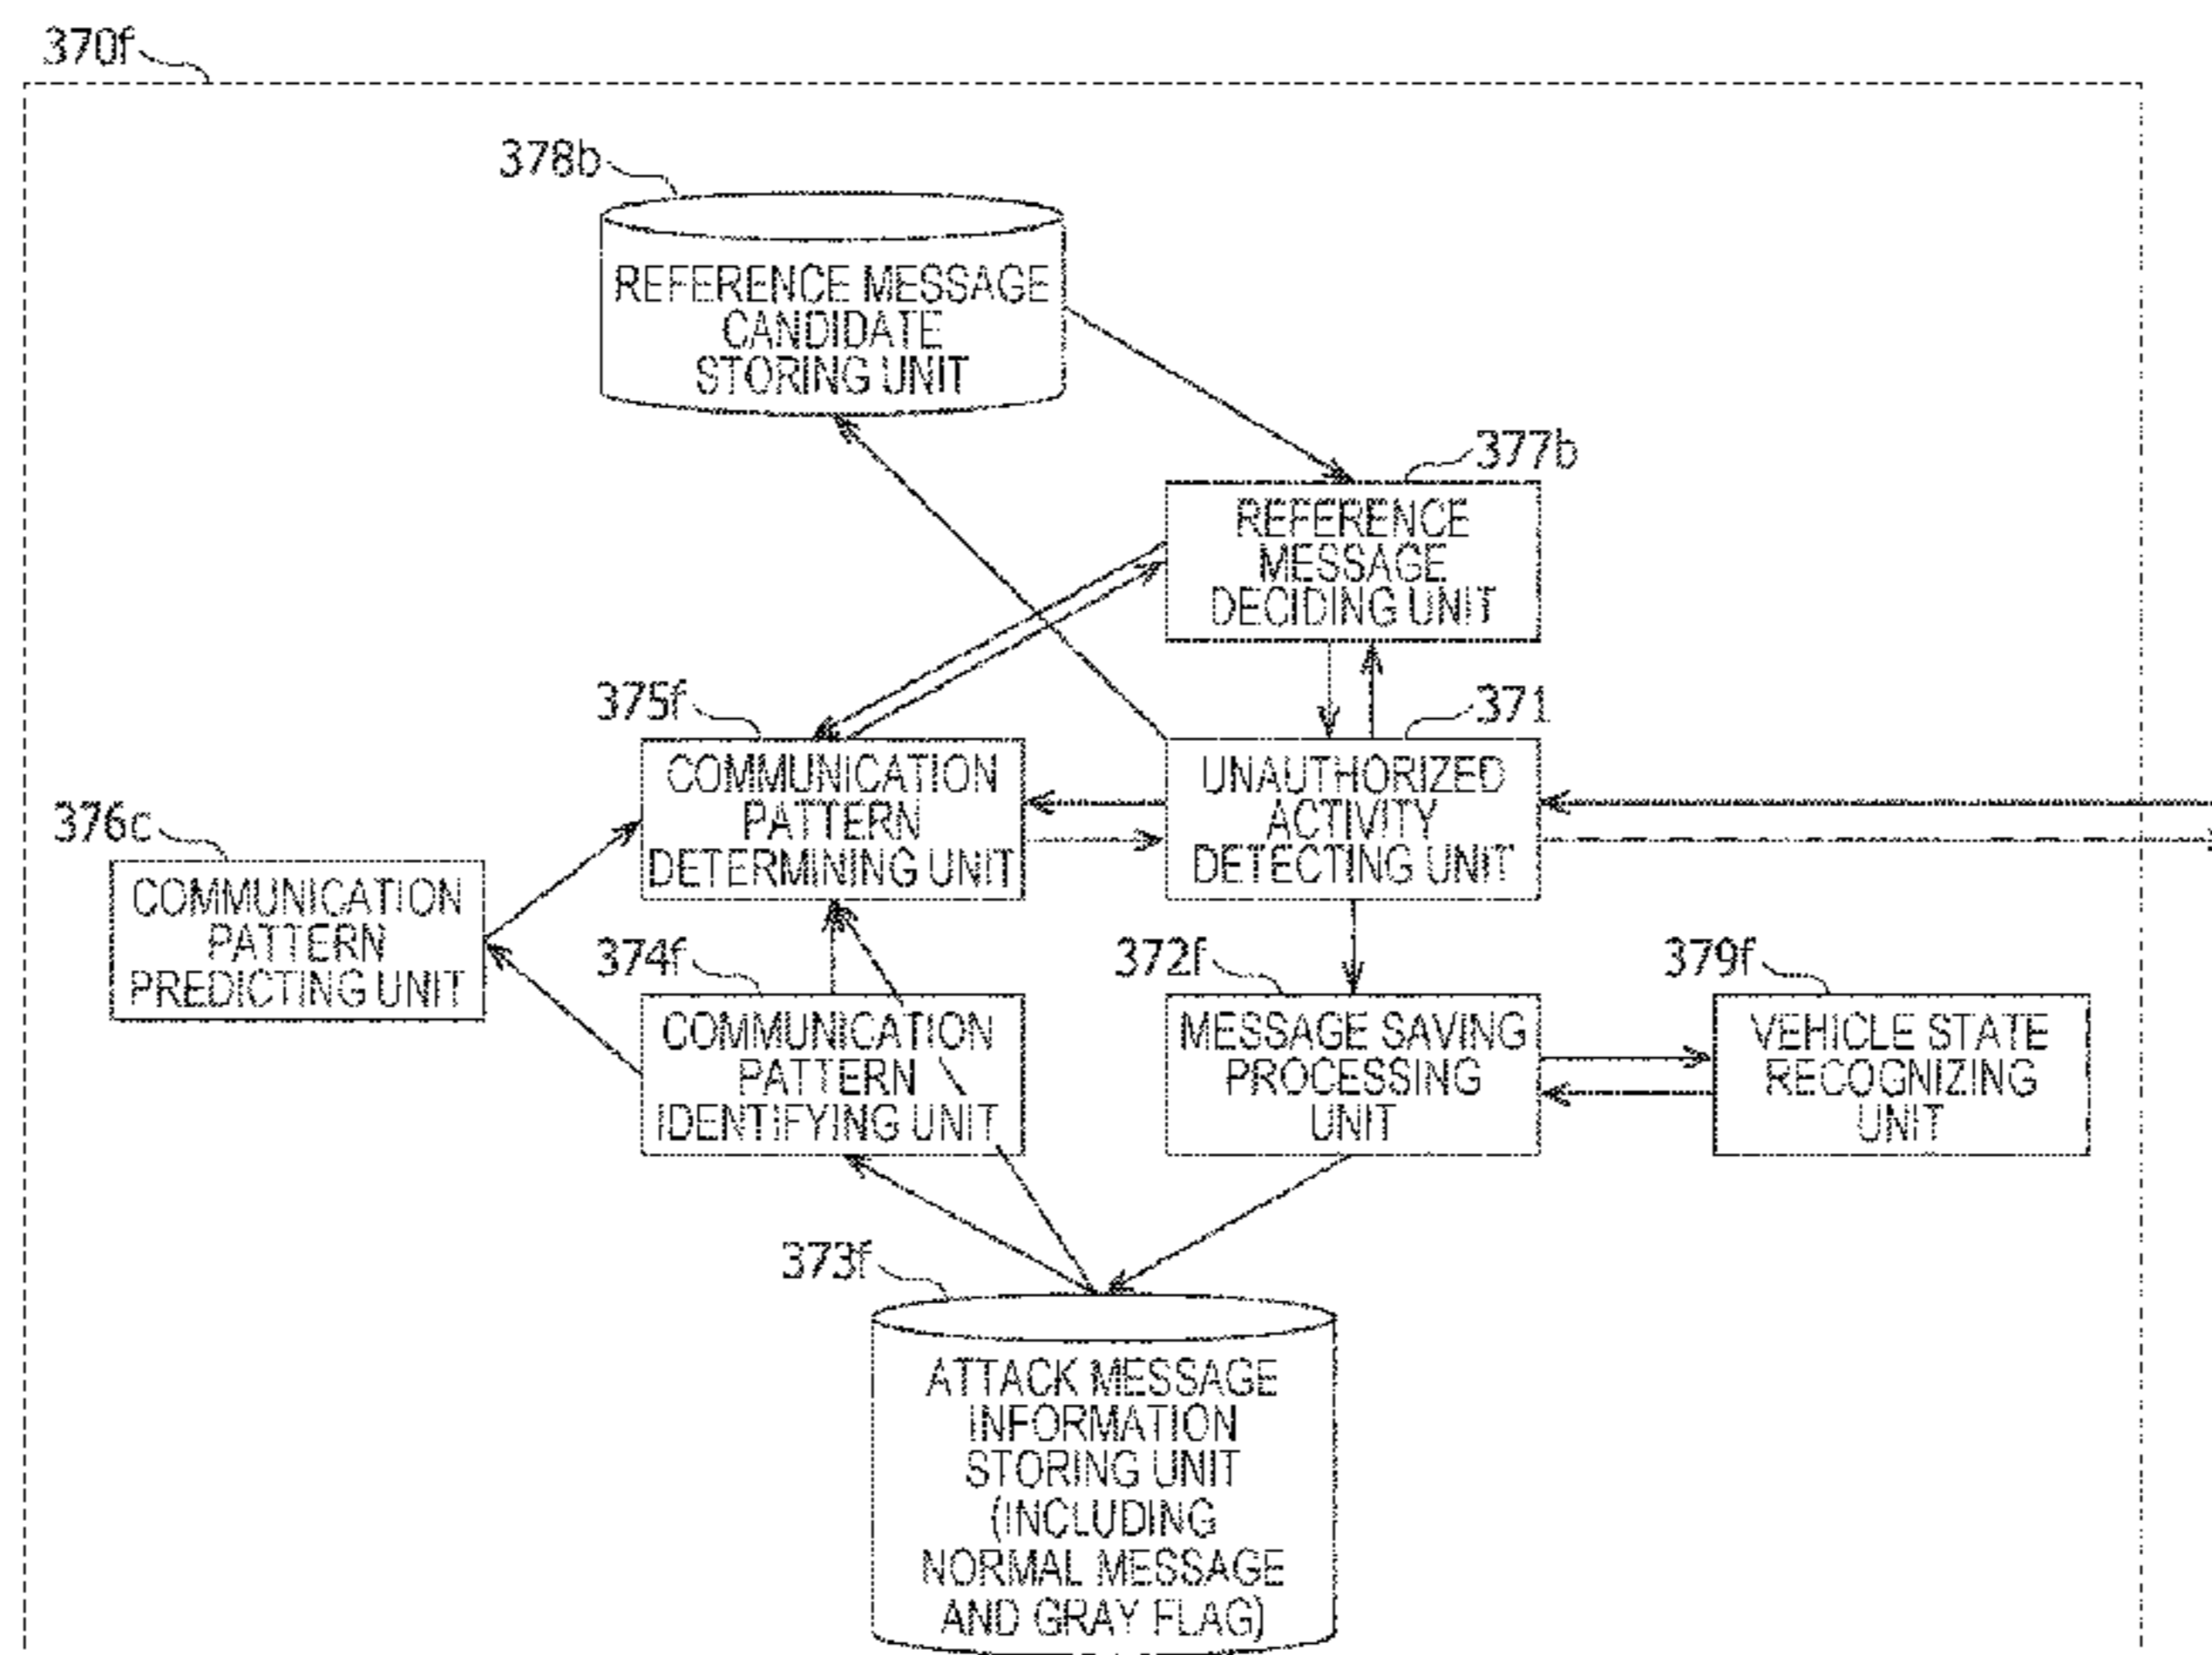 370f
378b
REFERENCE MESSAGE
CANDIDATE
STORING UNIT
377b
REFERENCE
MESSAGE
DECIDING UNIT
375f
COMMUNICATION
PATTERN
DETERMINING UNIT
371
UNAUTHORIZED
ACTIVITY
DETECTING UNIT
376c
COMMUNICATION
PATTERN
PREDICTING UNIT
374f
COMMUNICATION
PATTERN
IDENTIFYING UNIT
372f
MESSAGE SAVING
PROCESSING
UNIT
379f
VEHICLE STATE
RECOGNIZING
UNIT
373f
ATTACK MESSAGE
INFORMATION
STORING UNIT
(INCLUDING
NORMAL MESSAGE
AND GRAY FLAG)